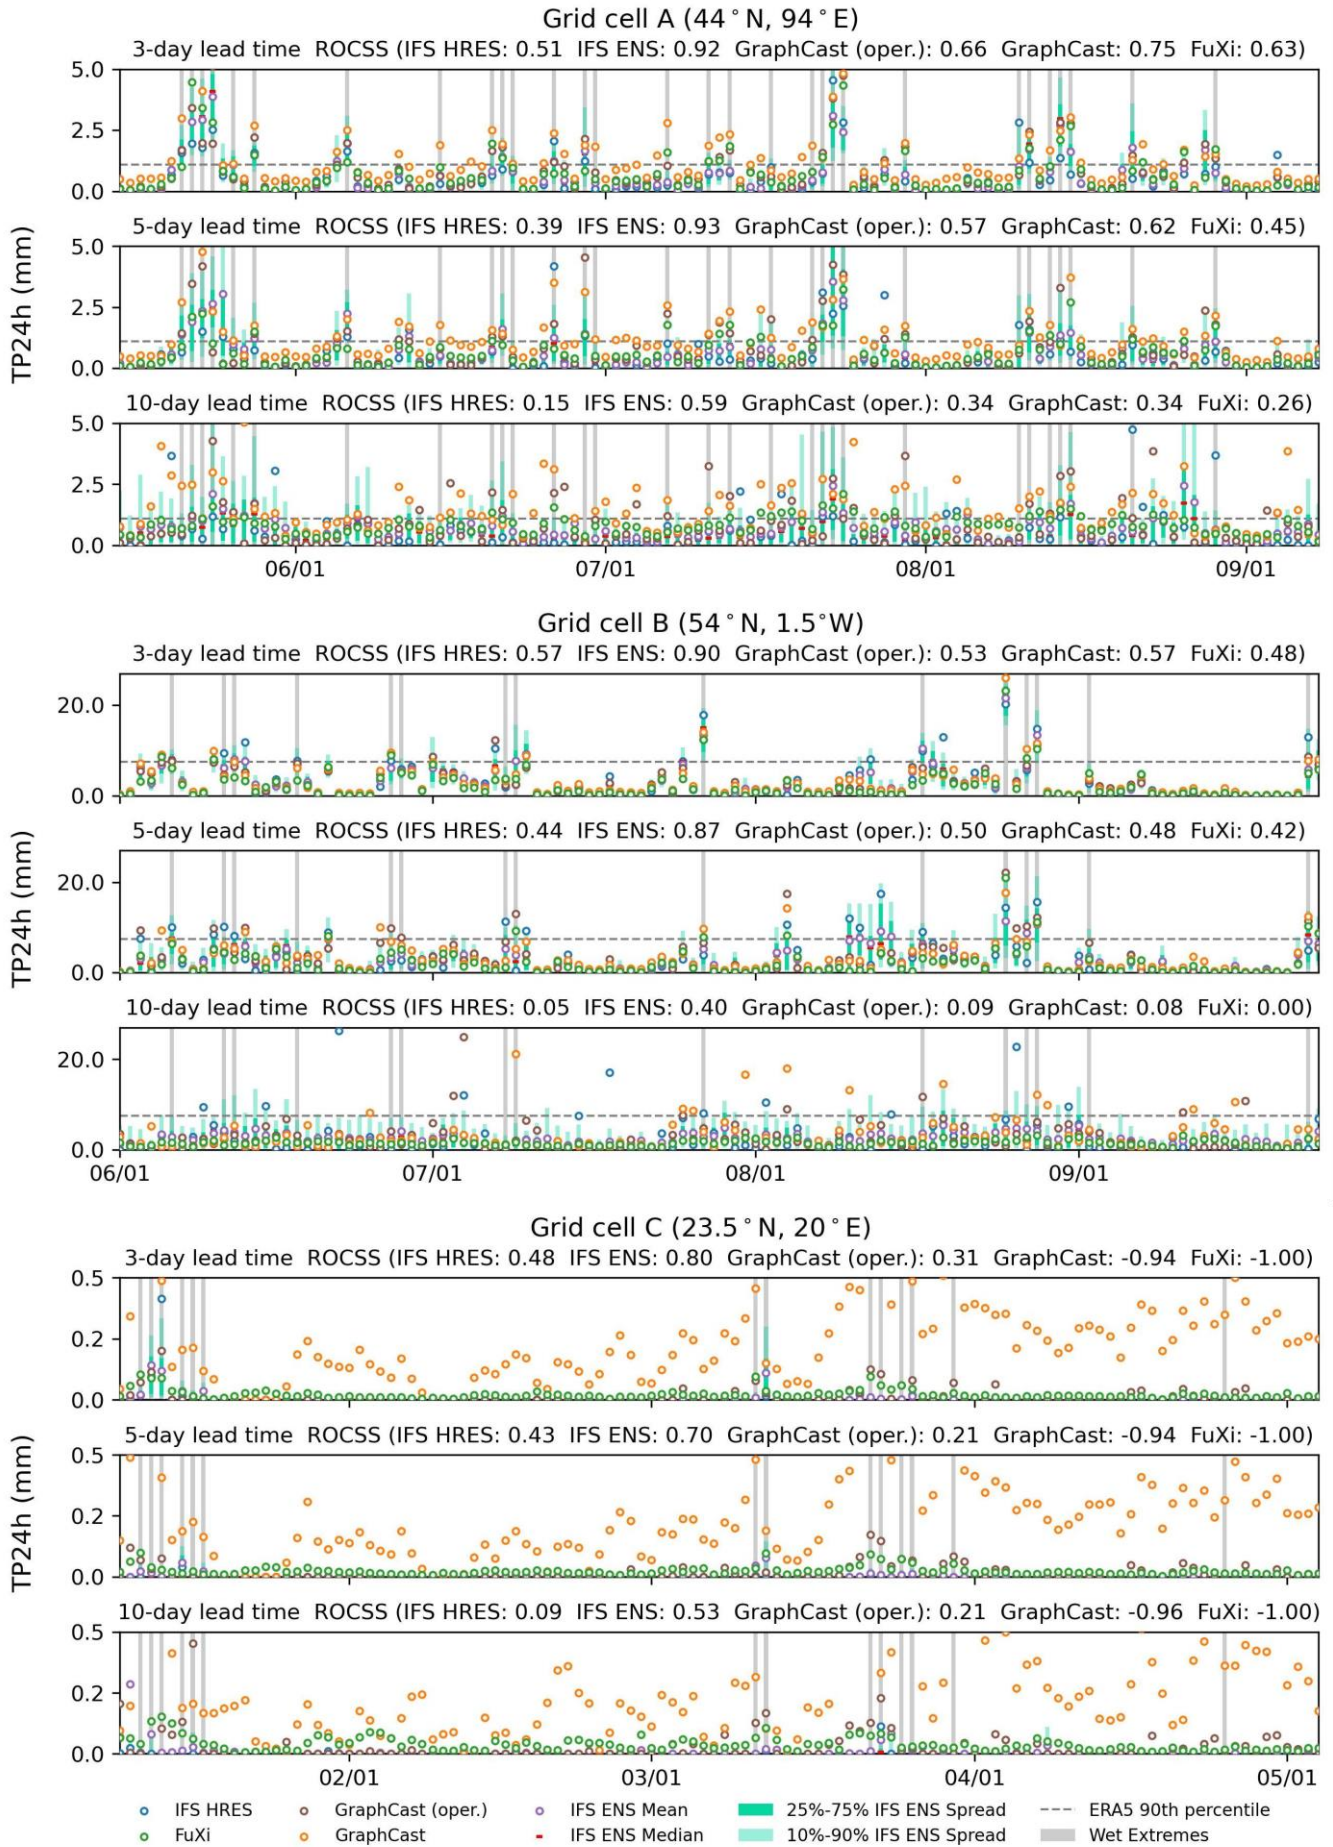 Grid cell A (44°N, 94°E)
3-day lead time ROCSS (IFS HRES: 0.51 IFS ENS: 0.92 GraphCast (oper.): 0.66 GraphCast: 0.75 FuXi: 0.63)
5.0
2.5
0.0
5-day lead time ROCSS (IFS HRES: 0.39 IFS ENS: 0.93 GraphCast (oper.): 0.57 GraphCast: 0.62 FuXi: 0.45)
TP24h (mm)
5.0
2.5
0.0
10-day lead time ROCSS (IFS HRES: 0.15 IFS ENS: 0.59 GraphCast (oper.): 0.34 GraphCast: 0.34 FuXi: 0.26)
5.0
2.5
0.0
06/01 07/01 08/01 09/01
Grid cell B (54°N, 1.5°W)
3-day lead time ROCSS (IFS HRES: 0.57 IFS ENS: 0.90 GraphCast (oper.): 0.53 GraphCast: 0.57 FuXi: 0.48)
20.0
0.0
5-day lead time ROCSS (IFS HRES: 0.44 IFS ENS: 0.87 GraphCast (oper.): 0.50 GraphCast: 0.48 FuXi: 0.42)
TP24h (mm)
20.0
0.0
10-day lead time ROCSS (IFS HRES: 0.05 IFS ENS: 0.40 GraphCast (oper.): 0.09 GraphCast: 0.08 FuXi: 0.00)
20.0
0.0
06/01 07/01 08/01 09/01
Grid cell C (23.5°N, 20°E)
3-day lead time ROCSS (IFS HRES: 0.48 IFS ENS: 0.80 GraphCast (oper.): 0.31 GraphCast: -0.94 FuXi: -1.00)
0.5
0.2
0.0
5-day lead time ROCSS (IFS HRES: 0.43 IFS ENS: 0.70 GraphCast (oper.): 0.21 GraphCast: -0.94 FuXi: -1.00)
TP24h (mm)
0.5
0.2
0.0
10-day lead time ROCSS (IFS HRES: 0.09 IFS ENS: 0.53 GraphCast (oper.): 0.21 GraphCast: -0.96 FuXi: -1.00)
0.5
0.2
0.0
02/01 03/01 04/01 05/01
IFS HRES GraphCast (oper.) IFS ENS Mean 25%-75% IFS ENS Spread ERA5 90th percentile
FuXi GraphCast IFS ENS Median 10%-90% IFS ENS Spread Wet Extremes